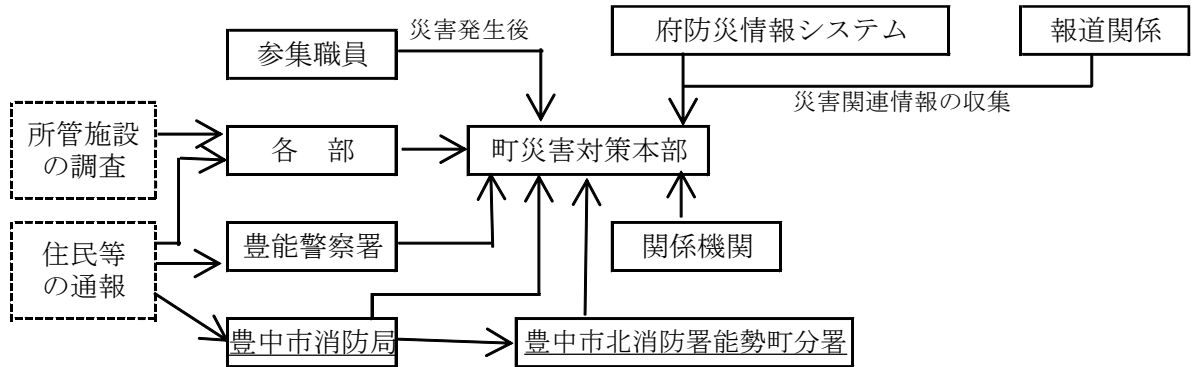 災害発生後
府防災情報システム
報道関係
参集職員
災害関連情報の収集
所管施設
の調査
各　部
町災害対策本部
住民等
の通報
豊能警察署
関係機関
豊中市消防局
豊中市北消防署能勢町分署